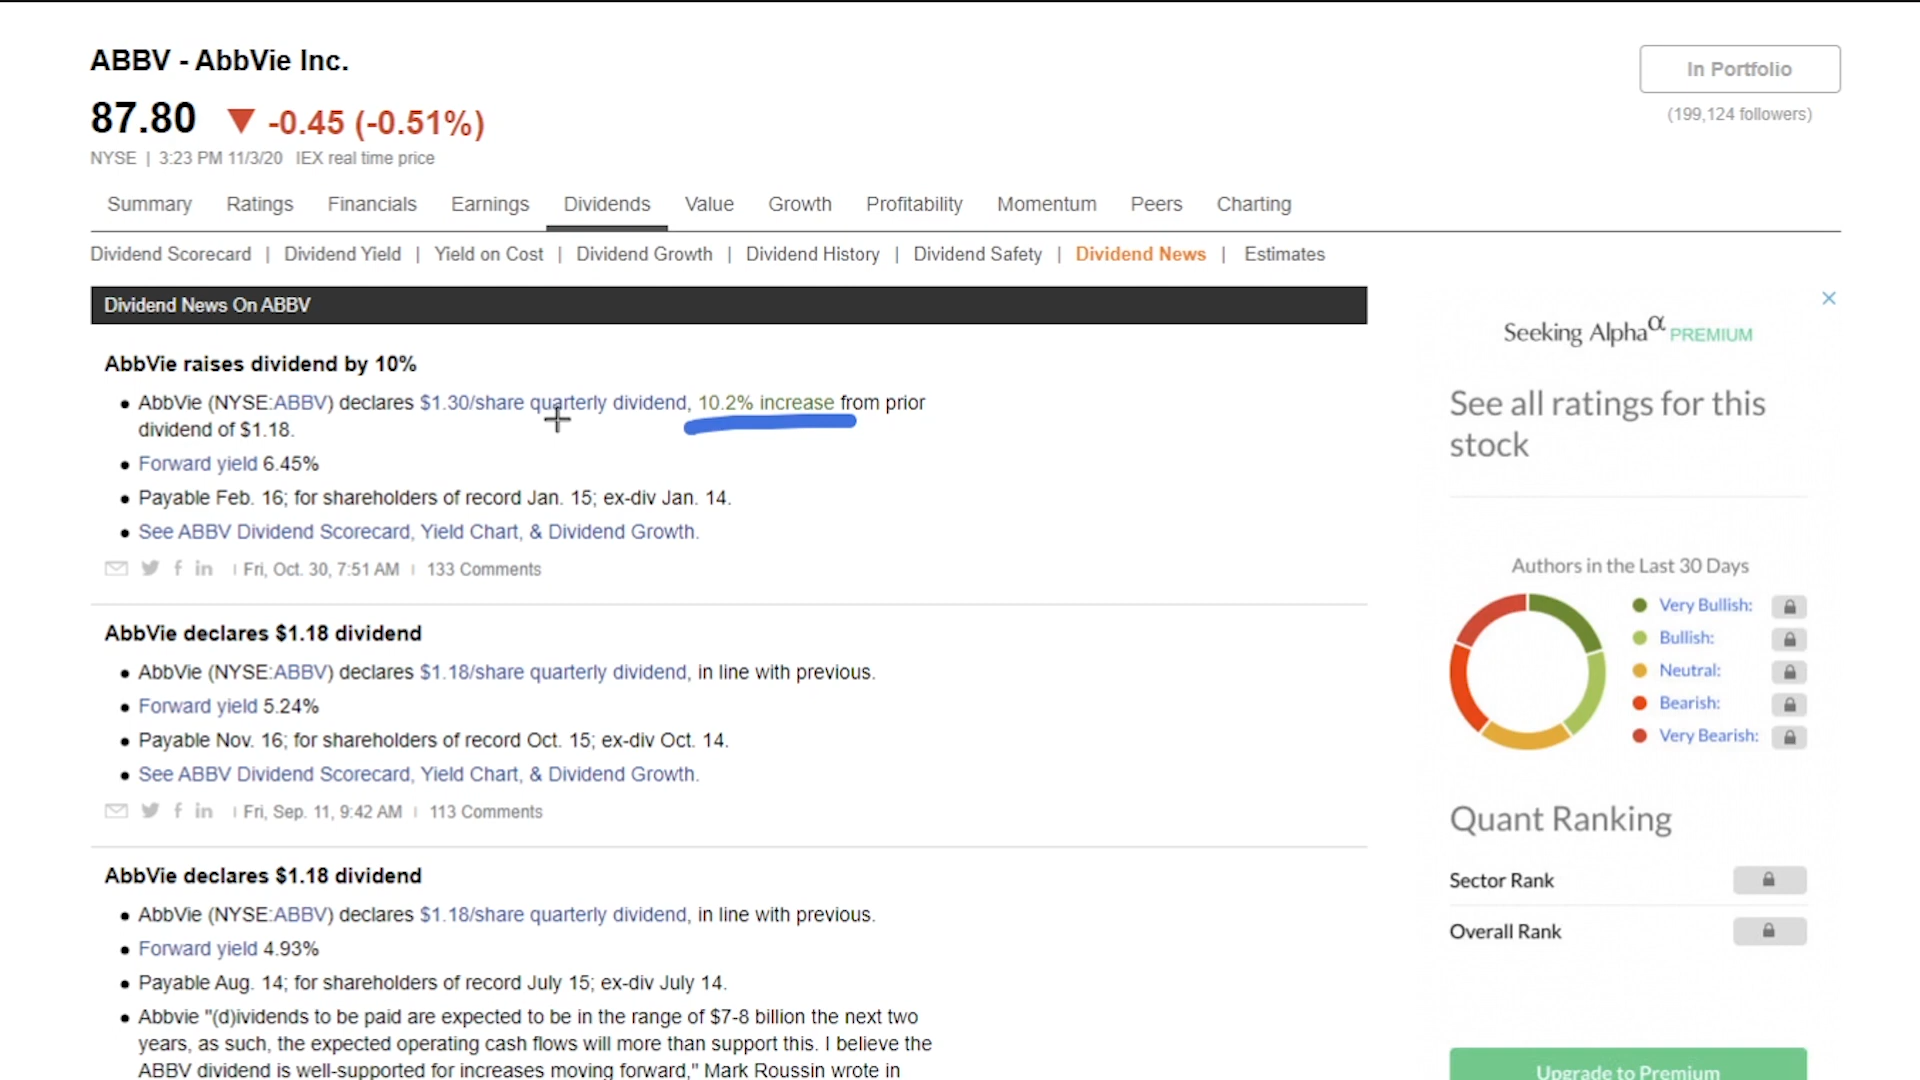 ABBV - AbbVie Inc.
In Portfolio
87.80 ▼ -0.45 (-0.51%)
(199,124 followers)
NYSE | 3:23 PM 11/3/20 IEX real time price
Summary Ratings Financials Earnings Dividends Value Growth Profitability Momentum Peers Charting
Dividend Scorecard | Dividend Yield | Yield on Cost | Dividend Growth | Dividend History | Dividend Safety | Dividend News | Estimates
Dividend News On ABBV
AbbVie raises dividend by 10%
• AbbVie (NYSE:ABBV) declares $1.30/share quarterly dividend, 10.2% increase from prior
dividend of $1.18.
• Forward yield 6.45%
• Payable Feb. 16; for shareholders of record Jan. 15; ex-div Jan. 14.
• See ABBV Dividend Scorecard, Yield Chart, & Dividend Growth.
f in | Fri, Oct. 30, 7:51 AM | 133 Comments
AbbVie declares $1.18 dividend
• AbbVie (NYSE:ABBV) declares $1.18/share quarterly dividend, in line with previous.
• Forward yield 5.24%
• Payable Nov. 16; for shareholders of record Oct. 15; ex-div Oct. 14.
• See ABBV Dividend Scorecard, Yield Chart, & Dividend Growth.
f in | Fri, Sep. 11, 9:42 AM | 113 Comments
AbbVie declares $1.18 dividend
• AbbVie (NYSE:ABBV) declares $1.18/share quarterly dividend, in line with previous.
• Forward yield 4.93%
• Payable Aug. 14; for shareholders of record July 15; ex-div July 14.
• Abbvie "(d)ividends to be paid are expected to be in the range of $7-8 billion the next two
years, as such, the expected operating cash flows will more than support this. I believe the
ABBV dividend is well-supported for increases moving forward," Mark Roussin wrote in
Seeking Alphaα PREMIUM
See all ratings for this
stock
Authors in the Last 30 Days
Very Bullish:
Bullish:
Neutral:
Bearish:
Very Bearish:
Quant Ranking
Sector Rank
Overall Rank
Upgrade to Premium